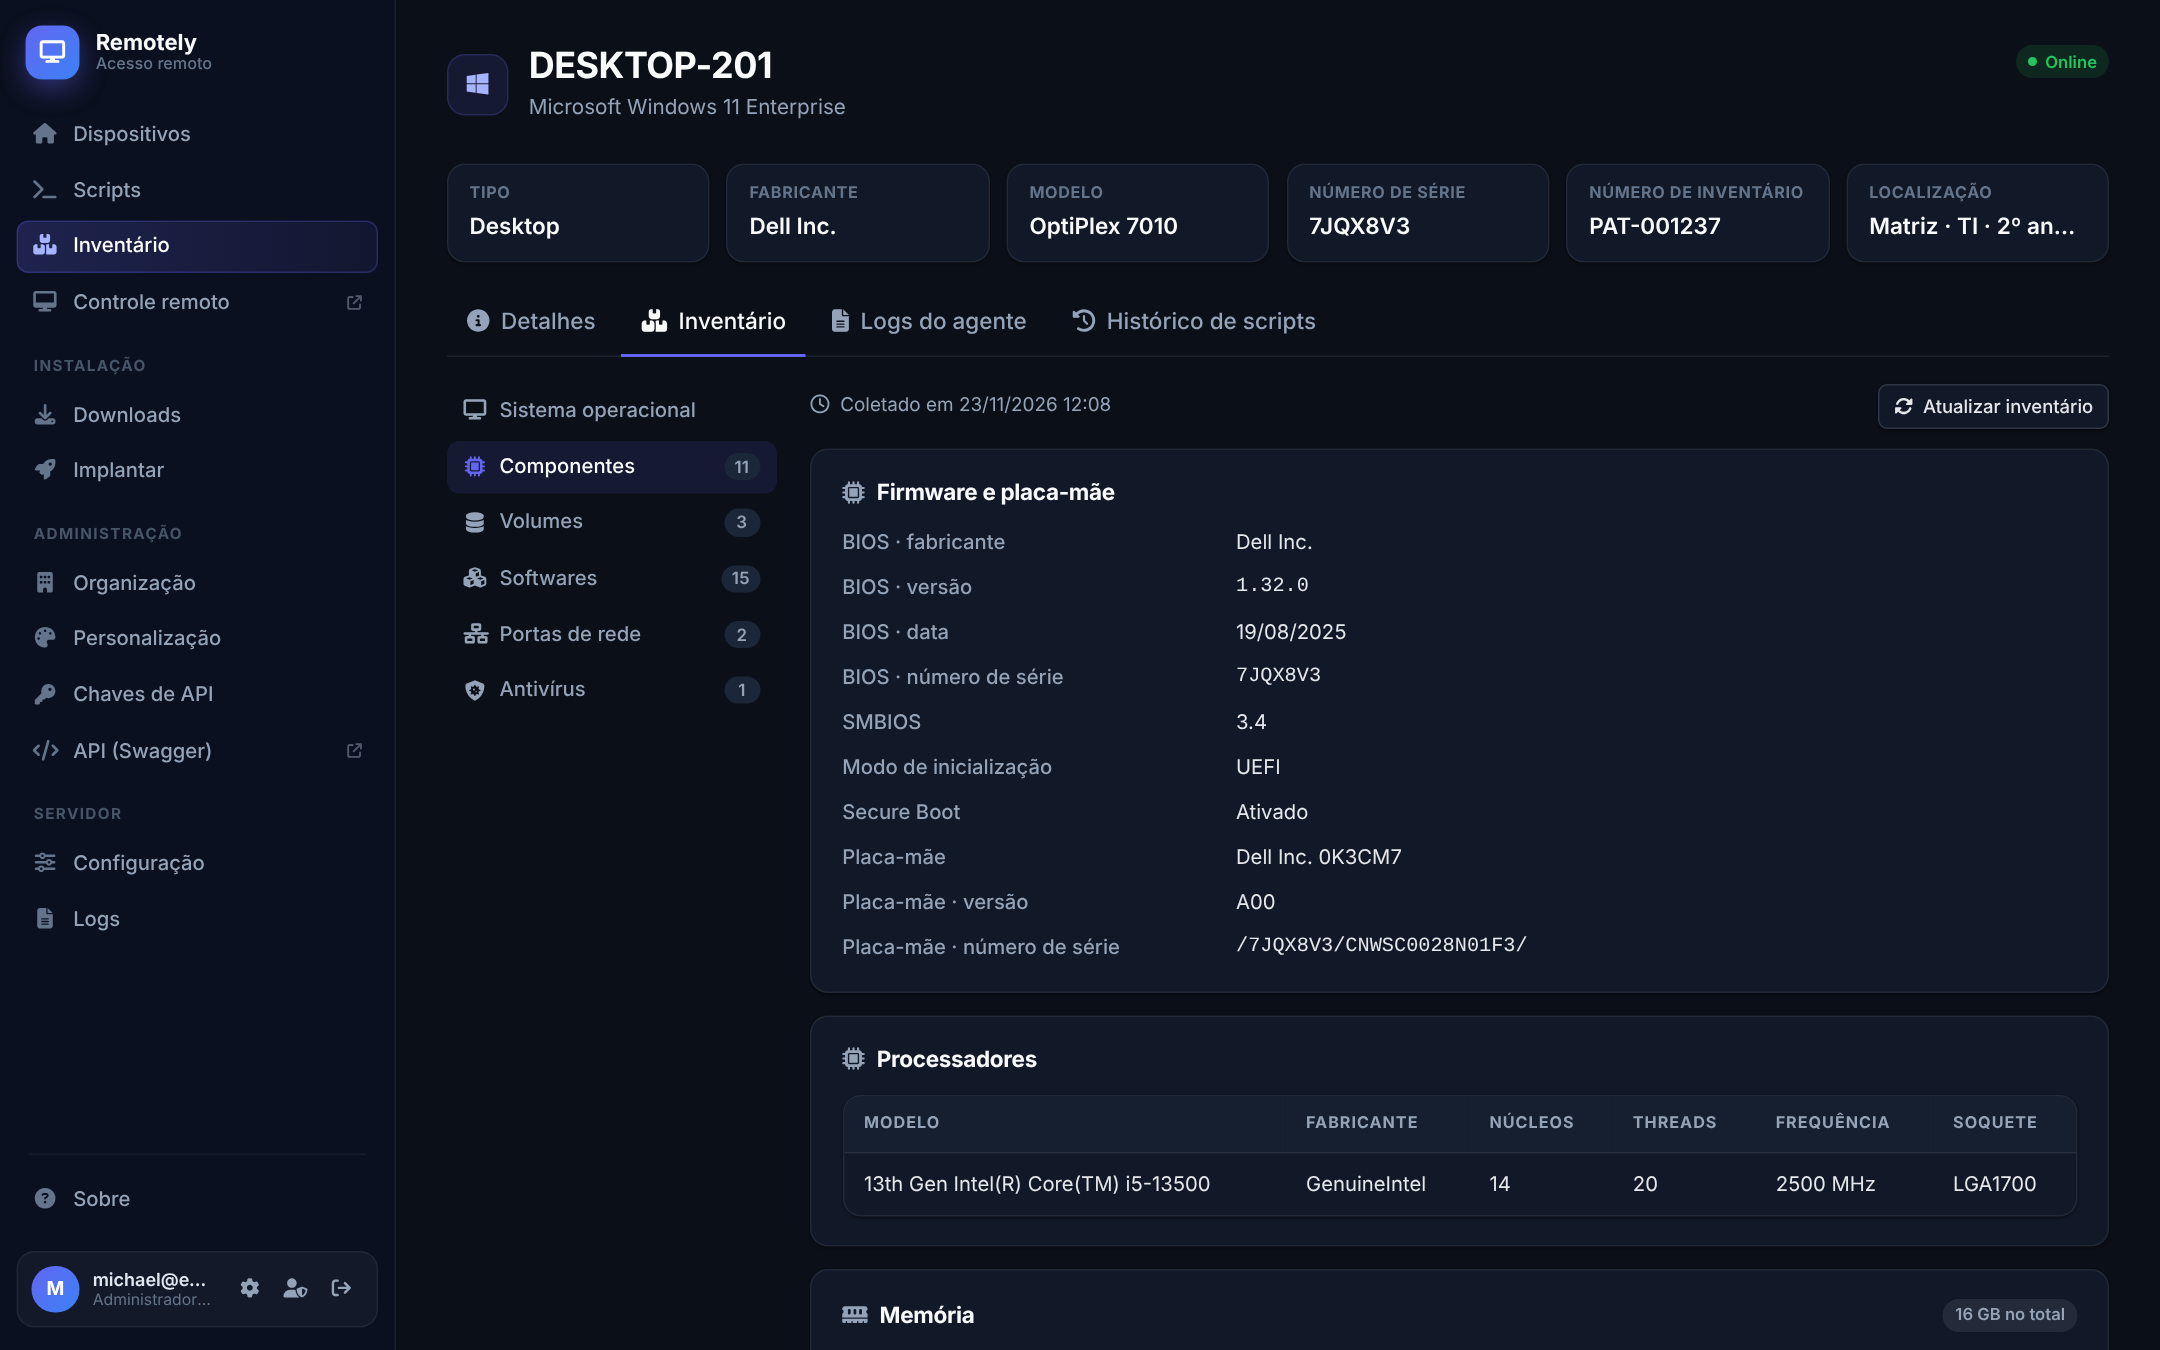 Remotely
Acesso remoto
Dispositivos
Scripts
Inventário
Controle remoto
INSTALAÇÃO
Downloads
Implantar
ADMINISTRAÇÃO
Organização
Personalização
Chaves de API
API (Swagger)
SERVIDOR
Configuração
Logs
Sobre
M
michael@e...
Administrador...
DESKTOP-201
Microsoft Windows 11 Enterprise
Online
TIPO
Desktop
FABRICANTE
Dell Inc.
MODELO
OptiPlex 7010
NÚMERO DE SÉRIE
7JQX8V3
NÚMERO DE INVENTÁRIO
PAT-001237
LOCALIZAÇÃO
Matriz · TI · 2º an...
Detalhes
Inventário
Logs do agente
Histórico de scripts
Sistema operacional
Componentes 11
Volumes 3
Softwares 15
Portas de rede 2
Antivírus 1
Coletado em 23/11/2026 12:08
Atualizar inventário
Firmware e placa-mãe
BIOS · fabricante Dell Inc.
BIOS · versão 1.32.0
BIOS · data 19/08/2025
BIOS · número de série 7JQX8V3
SMBIOS 3.4
Modo de inicialização UEFI
Secure Boot Ativado
Placa-mãe Dell Inc. 0K3CM7
Placa-mãe · versão A00
Placa-mãe · número de série /7JQX8V3/CNWSC0028N01F3/
Processadores
MODELO FABRICANTE NÚCLEOS THREADS FREQUÊNCIA SOQUETE
13th Gen Intel(R) Core(TM) i5-13500 GenuineIntel 14 20 2500 MHz LGA1700
Memória
16 GB no total